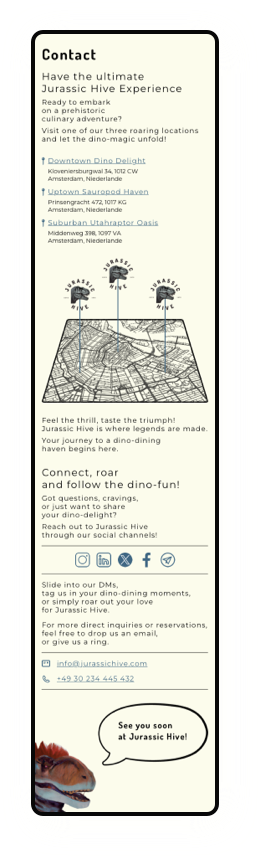 Contact
Have the ultimate
Jurassic Hive Experience
Ready to embark
on a prehistoric
culinary adventure?
Visit one of our three roaring locations
and let the dino-magic unfold!
Downtown Dino Delight
Kloveniersburgwal 34, 1012 CW
Amsterdam, Niederlande
Uptown Sauropod Haven
Prinsengracht 472, 1017 KG
Amsterdam, Niederlande
Suburban Utahraptor Oasis
Middenweg 398, 1097 VA
Amsterdam, Niederlande
JURASSIC
HIVE
JURASSIC
HIVE
JURASSIC
HIVE
Feel the thrill, taste the triumph!
Jurassic Hive is where legends are made.
Your journey to a dino-dining
haven begins here.
Connect, roar
and follow the dino-fun!
Got questions, cravings,
or just want to share
your dino-delight?
Reach out to Jurassic Hive
through our social channels!
Slide into our DMs,
tag us in your dino-dining moments,
or simply roar out your love
for Jurassic Hive.
For more direct inquiries or reservations,
feel free to drop us an email,
or give us a ring.
info@jurassichive.com
+49 30 234 445 432
See you soon
at Jurassic Hive!